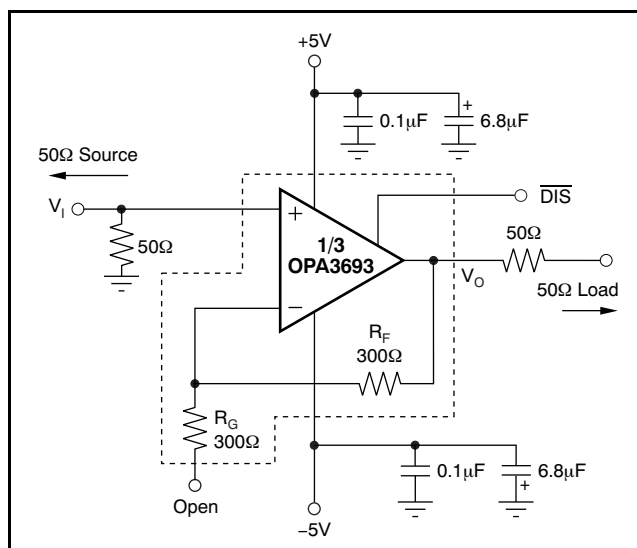 +5V
0.1µF
+
6.8µF
50Ω Source
V_I
50Ω
+
1/3
OPA3693
−
DIS
50Ω
V_O
50Ω Load
R_F
300Ω
R_G
300Ω
Open
0.1µF
6.8µF
+
−5V